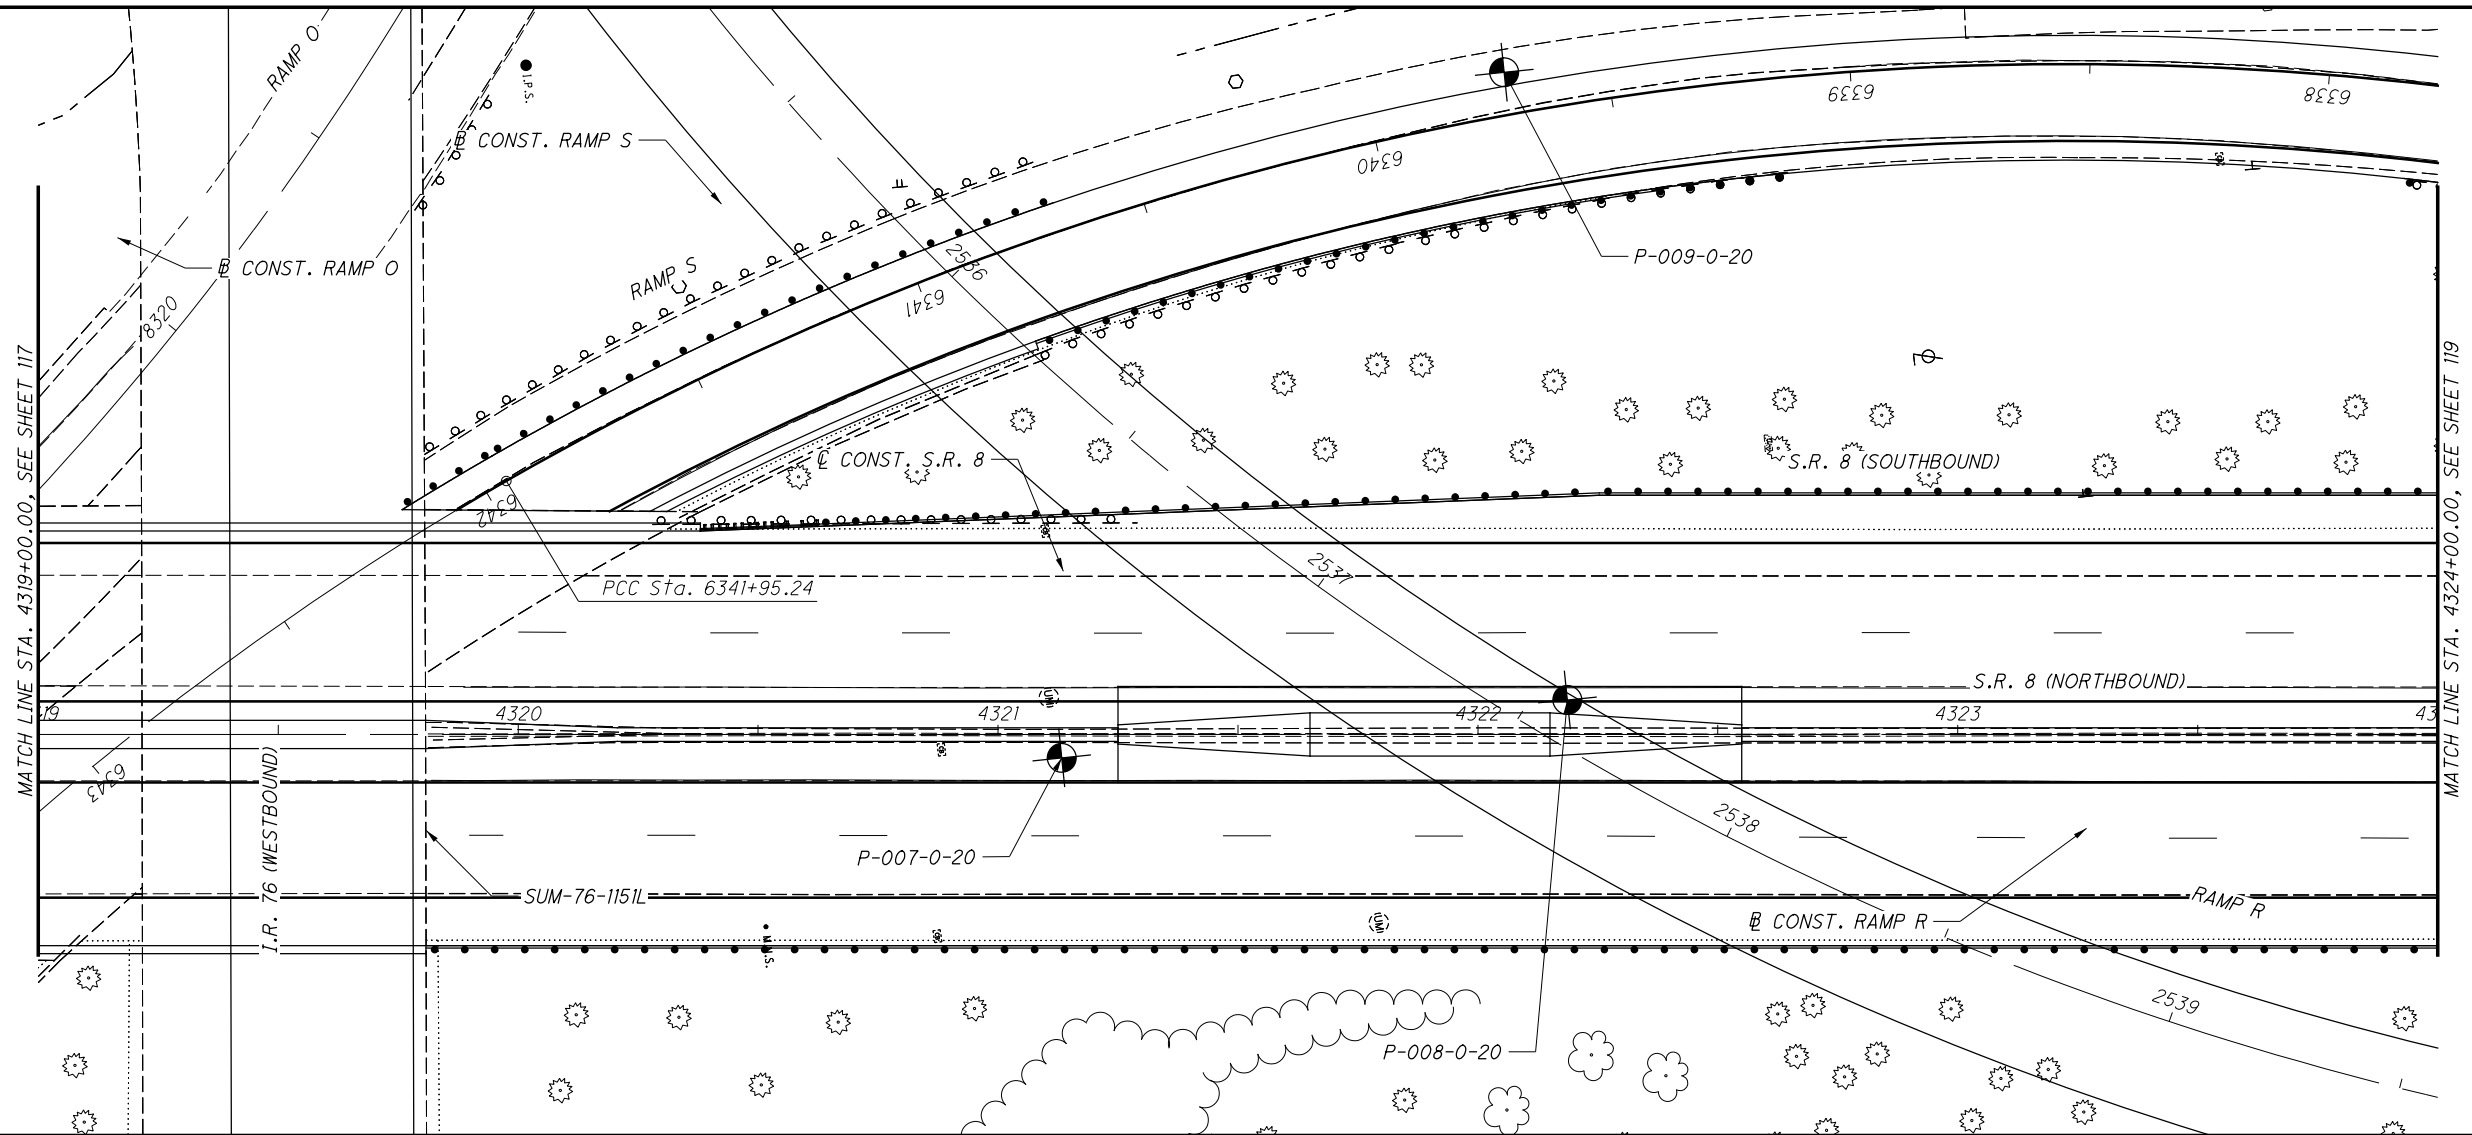 RAMP O
I.P.S.
6339
6338
℄ CONST. RAMP S
6340
P-009-0-20
℄ CONST. RAMP O
2536
RAMP S
6341
8320
MATCH LINE STA. 4319+00.00, SEE SHEET 117
MATCH LINE STA. 4324+00.00, SEE SHEET 119
℄ CONST. S.R. 8
S.R. 8 (SOUTHBOUND)
6342
2537
PCC Sta. 6341+95.24
S.R. 8 (NORTHBOUND)
19
4320
4321
4322
4323
43
6343
2538
P-007-0-20
I.R. 76 (WESTBOUND)
SUM-76-1151L
RAMP R
℄ CONST. RAMP R
M.W.S.
2539
P-008-0-20